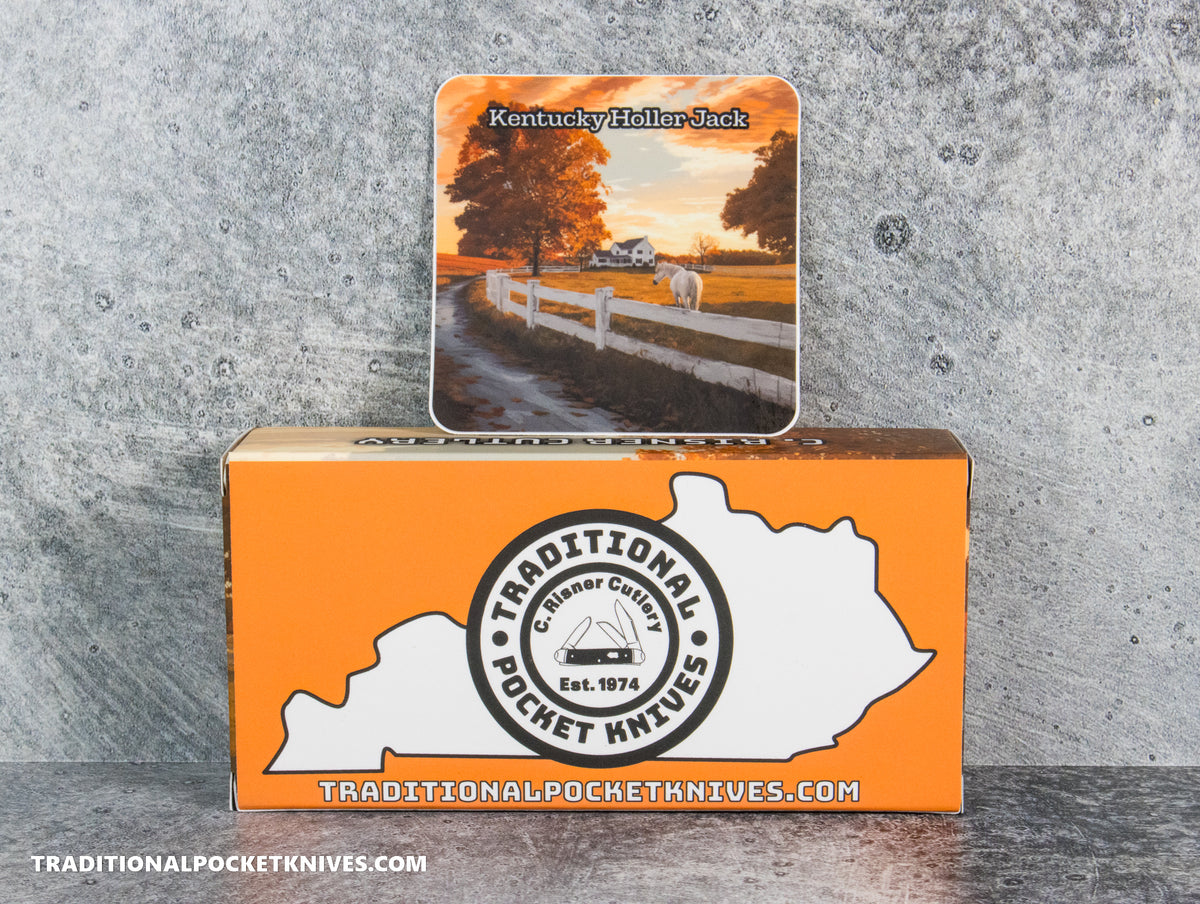 Kentucky Holler Jack
C. RISNER CUTLERY
TRADITIONAL
C. Risner Cutlery
Est. 1974
POCKET KNIVES
TRADITIONALPOCKETKNIVES.COM
TRADITIONALPOCKETKNIVES.COM